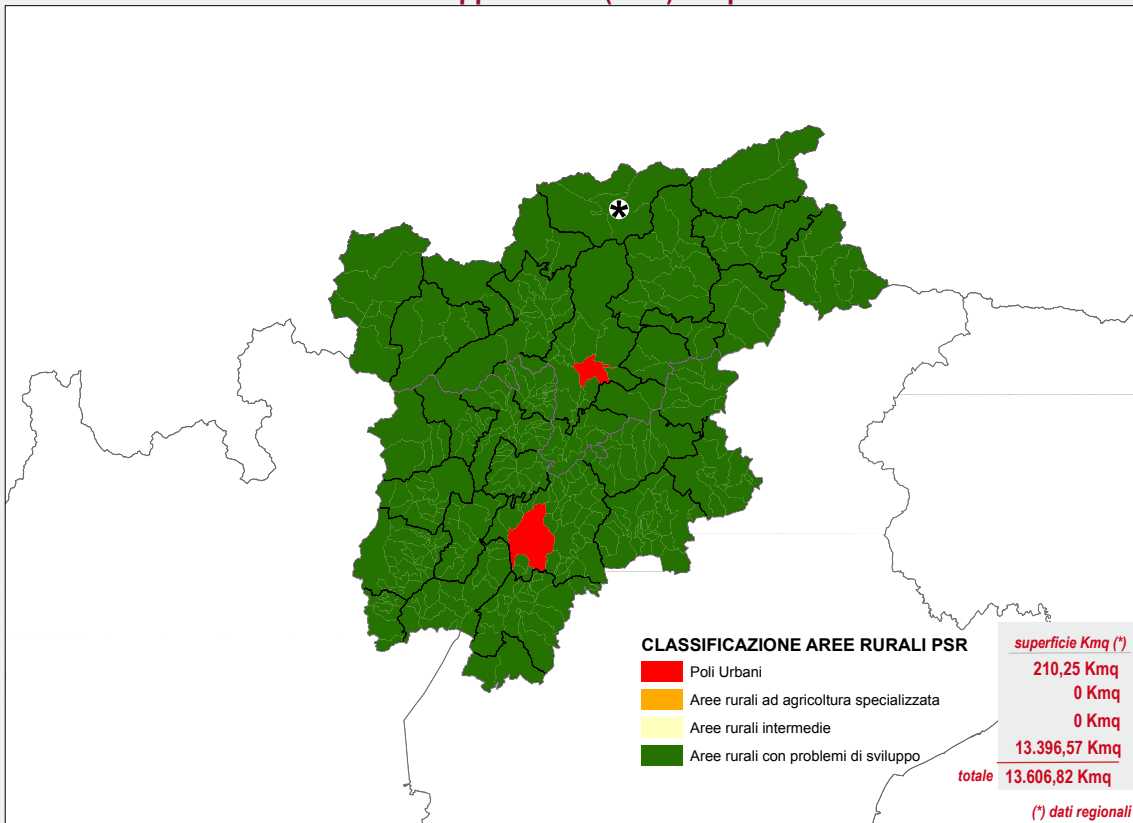 CLASSIFICAZIONE AREE RURALI PSR
superficie Kmq (*)
Poli Urbani
210,25 Kmq
Aree rurali ad agricoltura specializzata
0 Kmq
Aree rurali intermedie
0 Kmq
Aree rurali con problemi di sviluppo
13.396,57 Kmq
totale 13.606,82 Kmq
(*) dati regionali